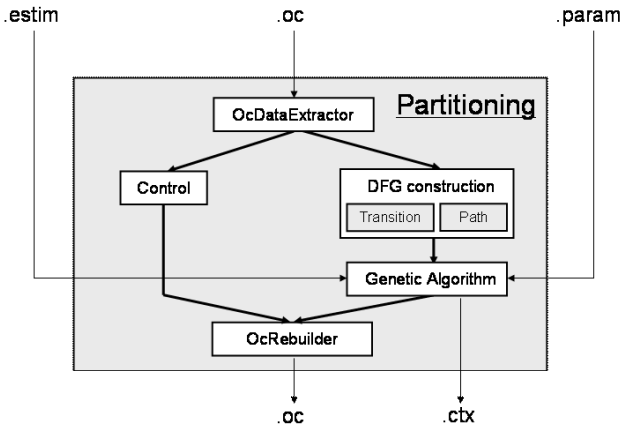 .estim
.oc
.param
Partitioning
OcDataExtractor
Control
DFG construction
Transition
Path
Genetic Algorithm
OcRebuilder
.oc
.ctx